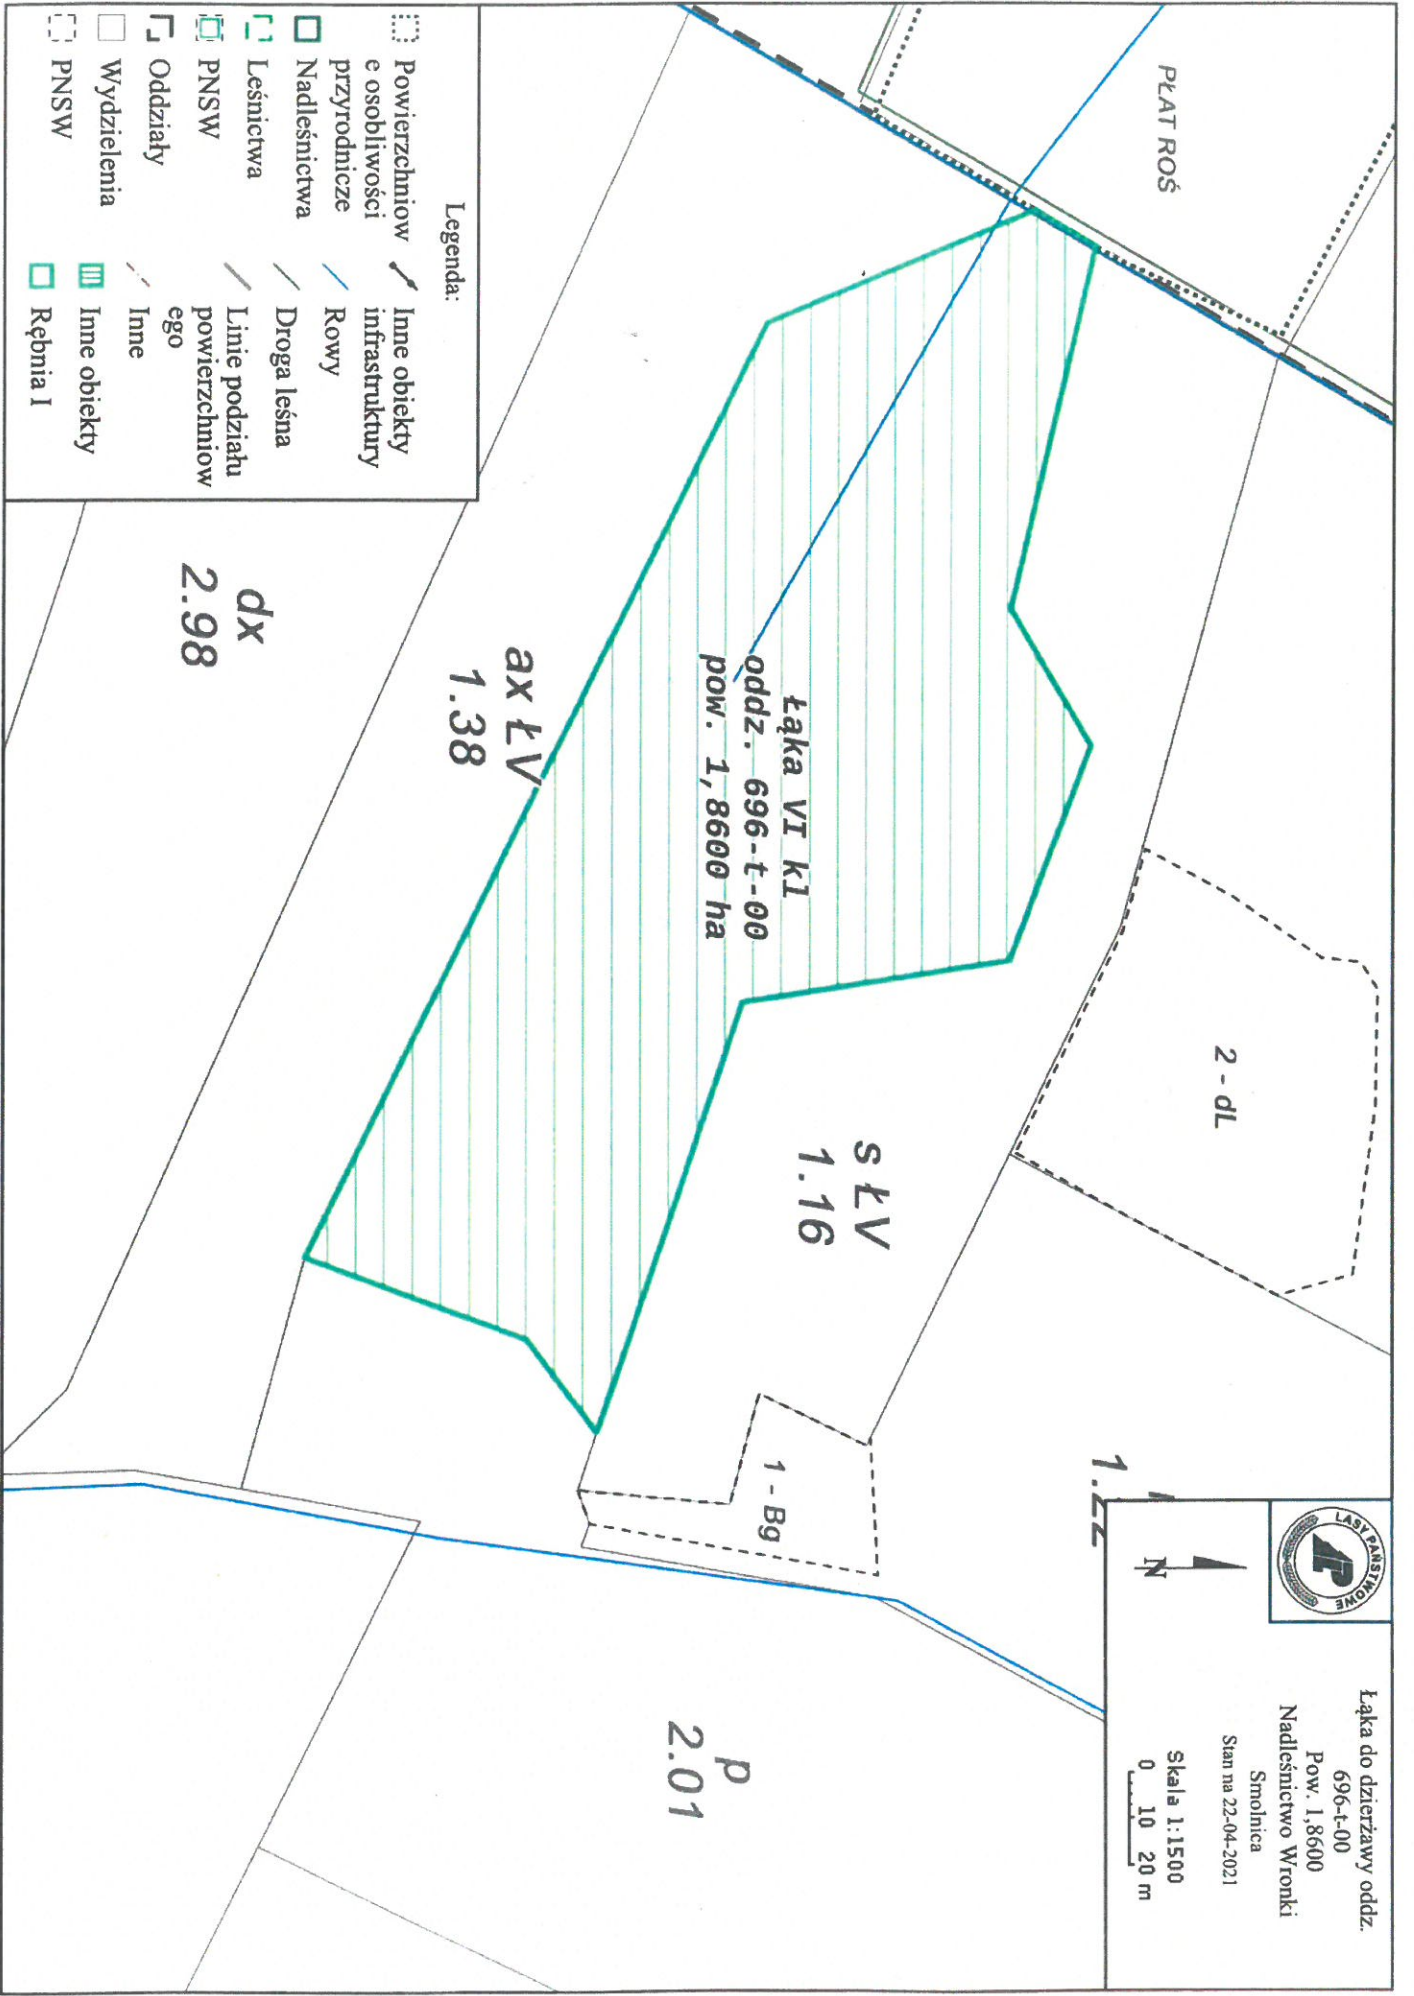 LASY PAŃSTWOWE
Łąka do dzierżawy oddz.
696-t-00
Pow. 1,8600
Nadleśnictwo Wronki
Smolnica
Stan na 22-04-2021
N
Skala 1:1500
0 10 20 m
PŁAT ROŚ
2 - dL
1.22
s ŁV
1.16
1 - Bg
Łąka VI kl
oddz. 696-t-00
pow. 1,8600 ha
p
2.01
ax ŁV
1.38
dx
2.98
Legenda:
Powierzchniow
e osobliwości
przyrodnicze
Nadleśnictwa
Leśnictwa
PNSW
Oddziały
Wydzielenia
PNSW
Inne obiekty
infrastruktury
Rowy
Droga leśna
Linie podziału
powierzchniow
ego
Inne
Inne obiekty
Rębnia I